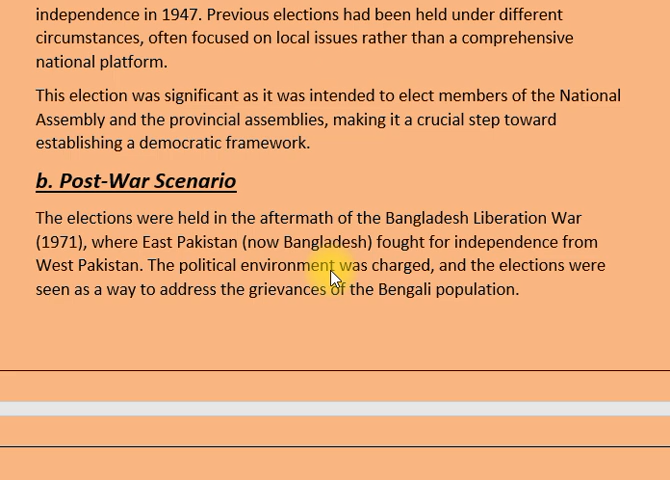 independence in 1947. Previous elections had been held under different
circumstances, often focused on local issues rather than a comprehensive
national platform.
This election was significant as it was intended to elect members of the National
Assembly and the provincial assemblies, making it a crucial step toward
establishing a democratic framework.
b. Post-War Scenario
The elections were held in the aftermath of the Bangladesh Liberation War
(1971), where East Pakistan (now Bangladesh) fought for independence from
West Pakistan. The political environment was charged, and the elections were
seen as a way to address the grievances of the Bengali population.